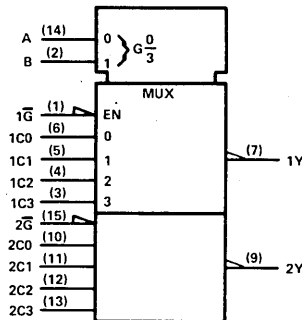 A (14) 0 G 0/3
B (2) 1
MUX
1G̅ (1) EN
1C0 (6) 0
1C1 (5) 1 (7) 1Y
1C2 (4) 2
1C3 (3) 3
2G̅ (15)
2C0 (10)
2C1 (11) (9) 2Y
2C2 (12)
2C3 (13)